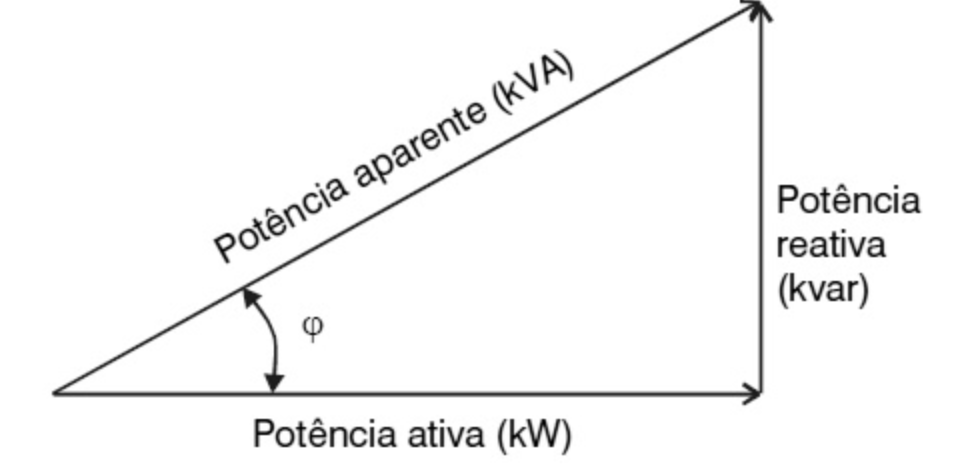 Potência aparente (kVA)
Potência
reativa
(kvar)
φ
Potência ativa (kW)